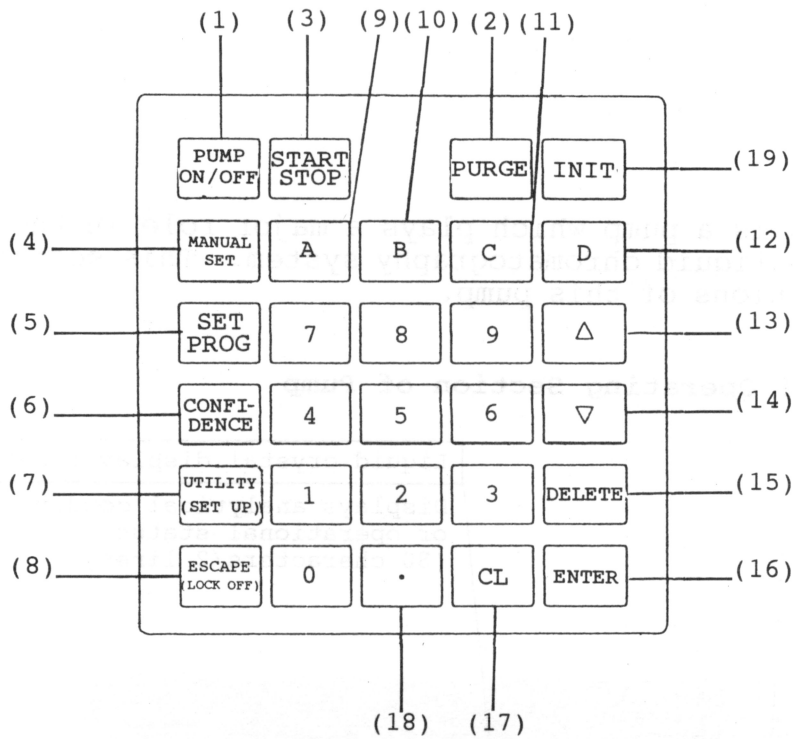 (1) (3) (9) (10) (2) (11)
PUMP ON/OFF
START STOP
PURGE
INIT
(19)
(4)
MANUAL SET
A
B
C
D
(12)
(5)
SET PROG
7
8
9
△
(13)
(6)
CONFI-
DENCE
4
5
6
▽
(14)
(7)
UTILITY
(SET UP)
1
2
3
DELETE
(15)
(8)
ESCAPE
(LOCK OFF)
0
.
CL
ENTER
(16)
(18) (17)